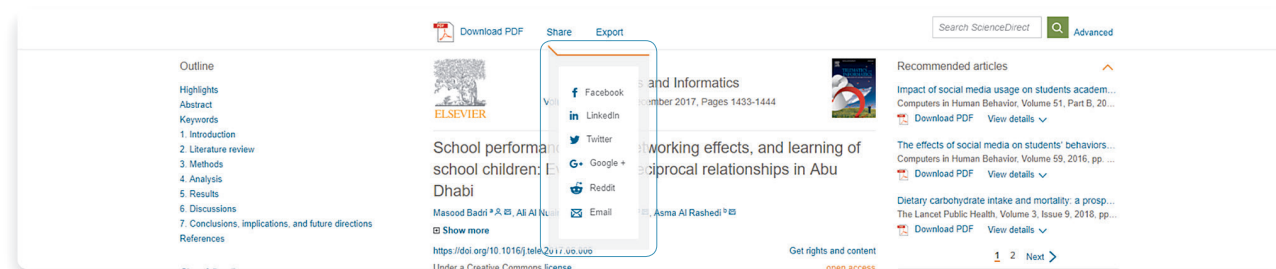 Download PDF Share Export
Search ScienceDirect Advanced
Outline
Highlights
Abstract
Keywords
1. Introduction
2. Literature review
3. Methods
4. Analysis
5. Results
6. Discussions
7. Conclusions, implications, and future directions
References
ELSEVIER
and Informatics
2017, Pages 1433-1444
School networking effects, and learning of
school children: reciprocal relationships in Abu
Dhabi
Masood Badri a, Ali Al Asma Al Rashedi b
Show more
https://doi.org/10.1016/j.tele.2017.06.006
Get rights and content
Under a Creative Commons license
open access
Facebook
LinkedIn
Twitter
Google +
Reddit
Email
Recommended articles
Impact of social media usage on students academ...
Computers in Human Behavior, Volume 51, Part B, 20...
Download PDF View details
The effects of social media on students' behaviors...
Computers in Human Behavior, Volume 59, 2016, pp. ...
Download PDF View details
Dietary carbohydrate intake and mortality: a prosp...
The Lancet Public Health, Volume 3, Issue 9, 2018, pp...
Download PDF View details
1 2 Next